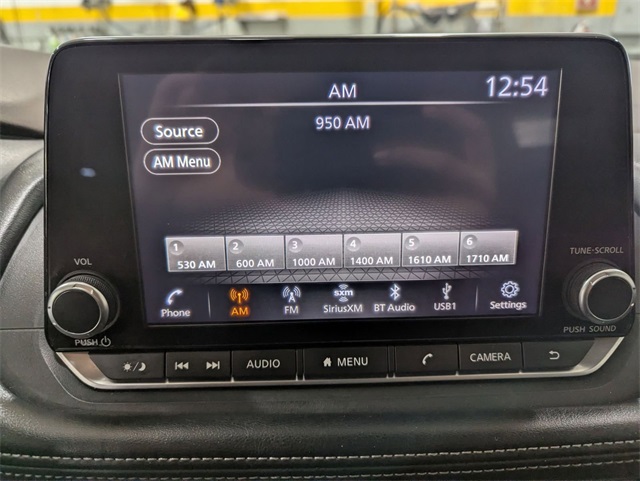 AM
12:54
950 AM
Source
AM Menu
1 2 3 4 5 6
530 AM 600 AM 1000 AM 1400 AM 1610 AM 1710 AM
VOL
TUNE·SCROLL
Phone AM FM sxm SiriusXM BT Audio USB1 Settings
PUSH
PUSH SOUND
AUDIO MENU CAMERA